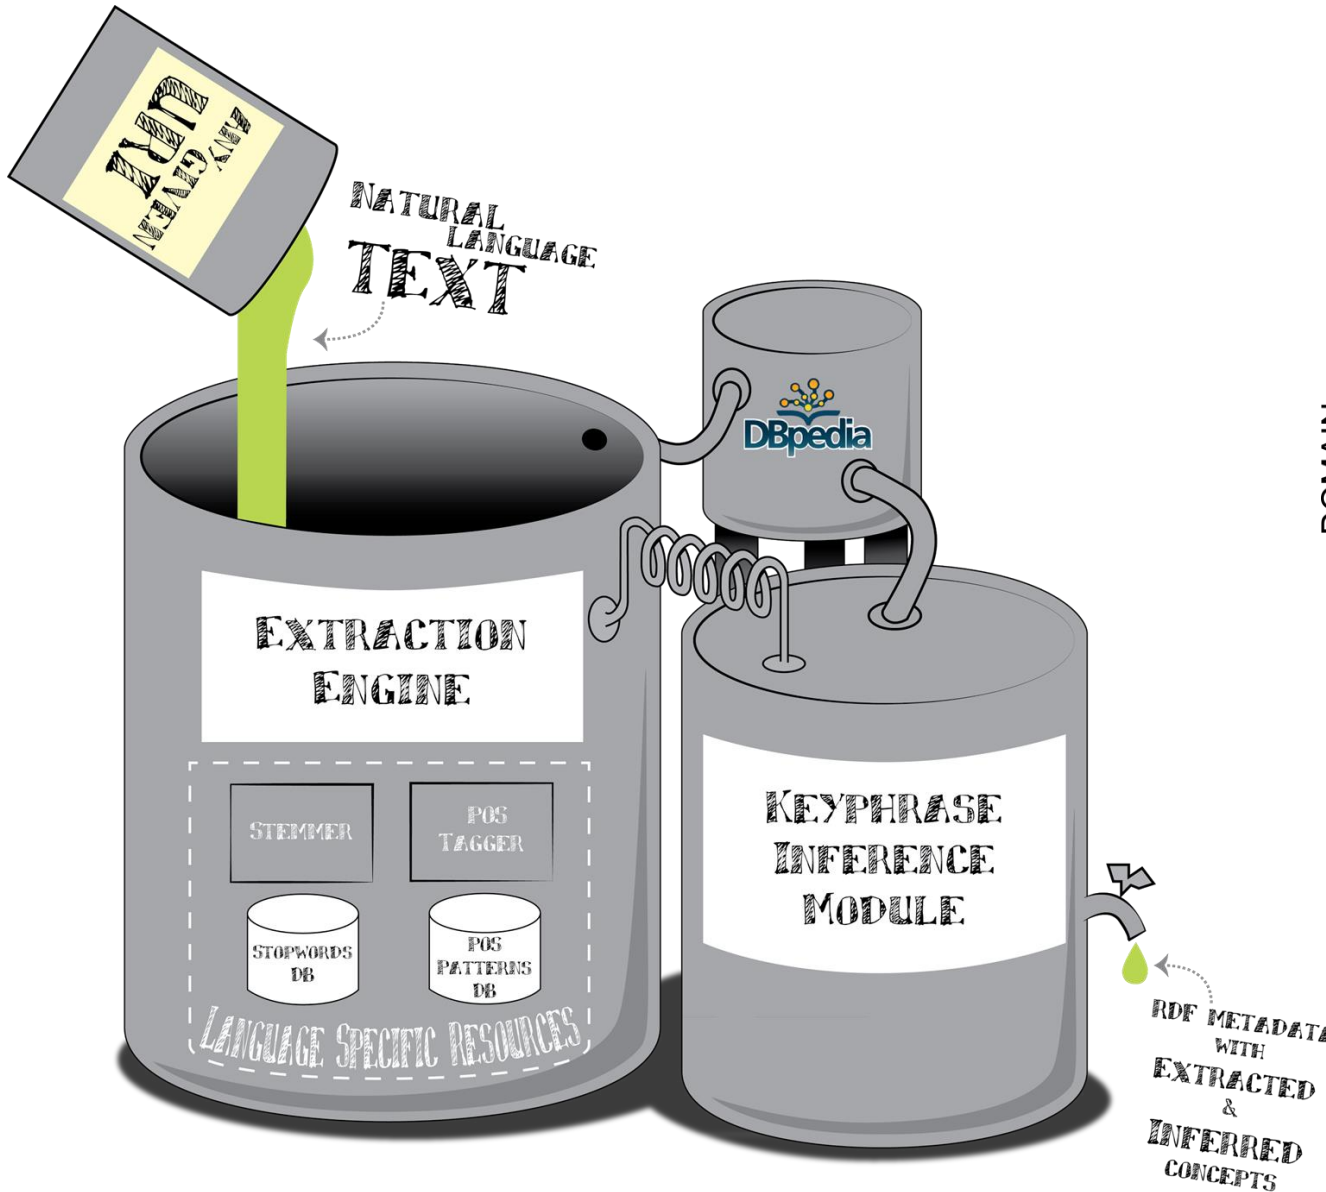 ANY GIVEN
URI
NATURAL
LANGUAGE
TEXT
DBpedia
EXTRACTION
ENGINE
STEMMER
POS
TAGGER
STOPWORDS
DB
POS
PATTERNS
DB
LANGUAGE SPECIFIC RESOURCES
KEYPHRASE
INFERENCE
MODULE
RDF METADATA
WITH
EXTRACTED
&
INFERRED
CONCEPTS